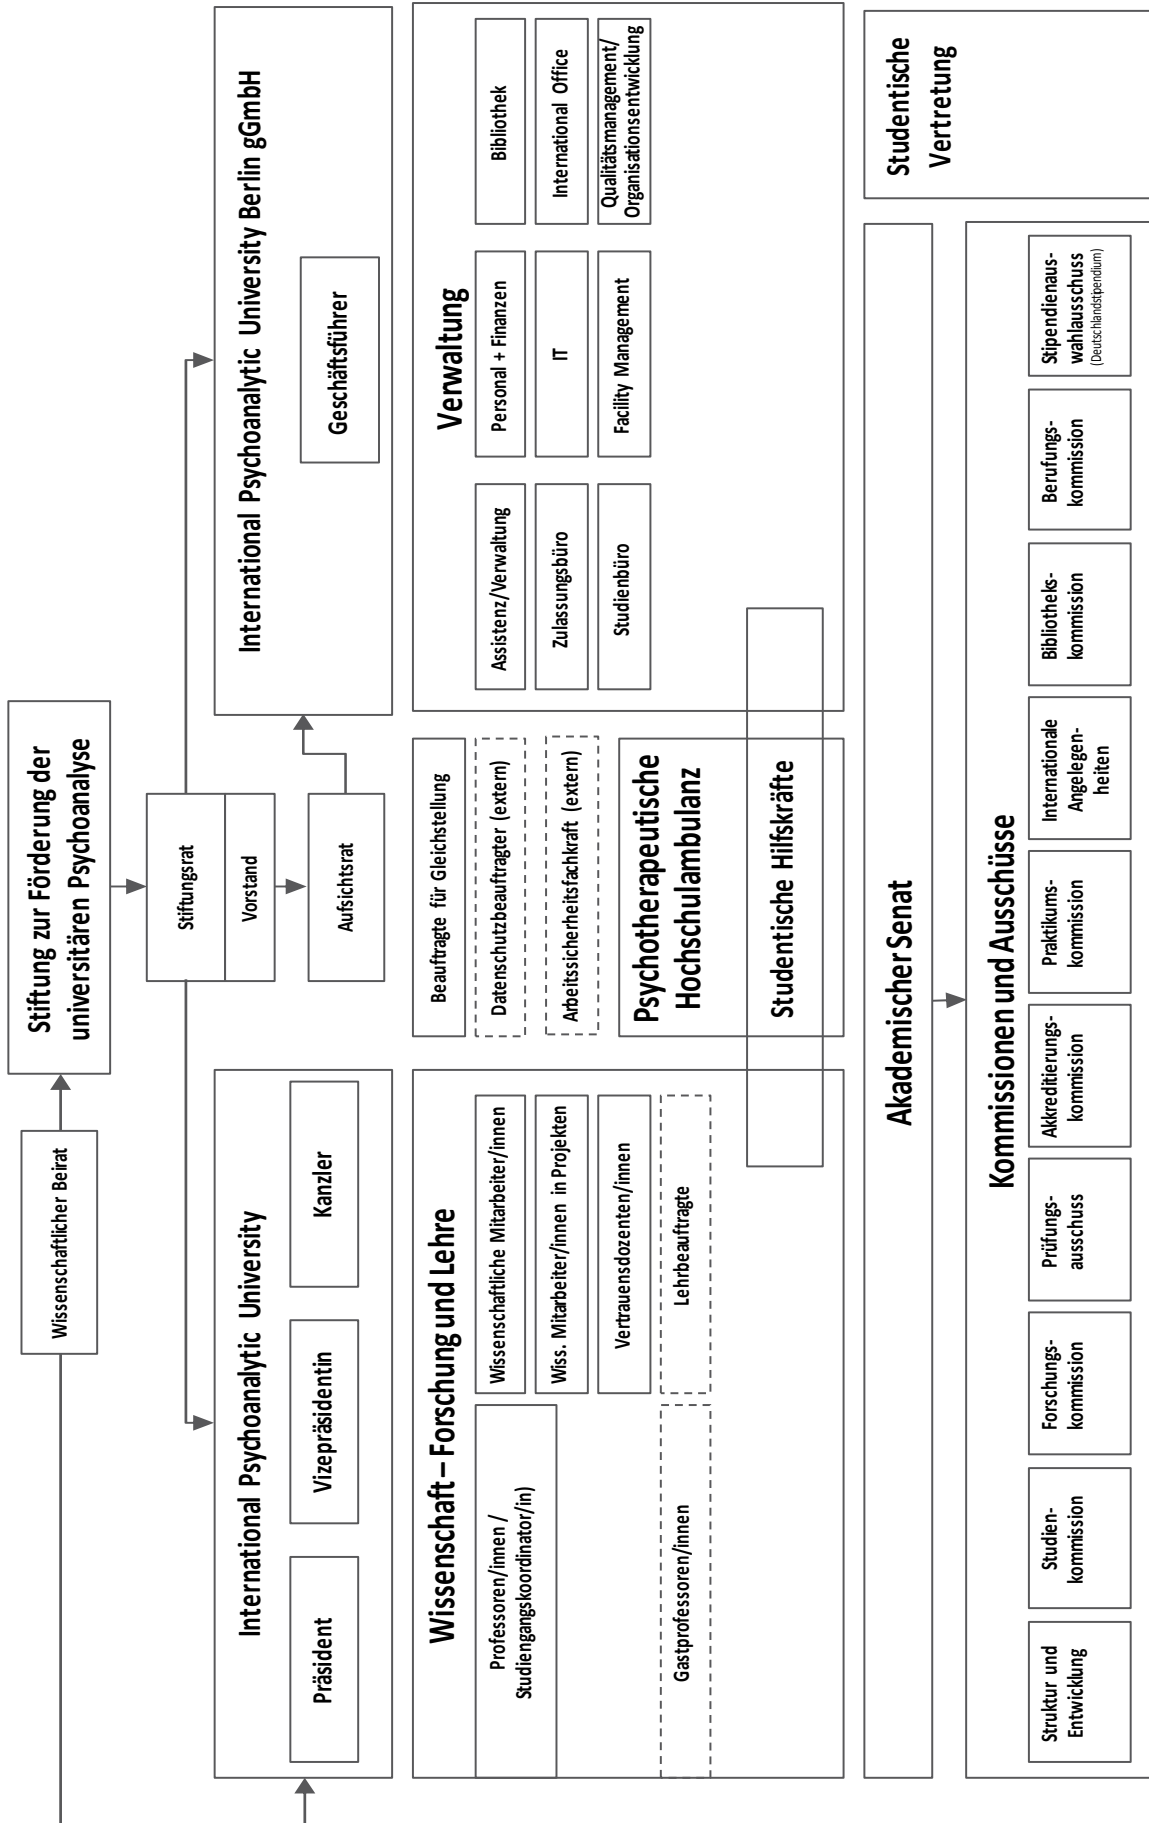 Wissenschaftlicher Beirat
Stiftung zur Förderung der
universitären Psychoanalyse
Stiftungsrat
Vorstand
Aufsichtsrat
International Psychoanalytic University
Präsident
Vizepräsidentin
Kanzler
International Psychoanalytic University Berlin gGmbH
Geschäftsführer
Wissenschaft – Forschung und Lehre
Professoren/innen /
Studiengangskoordinator/in)
Wissenschaftliche Mitarbeiter/innen
Wiss. Mitarbeiter/innen in Projekten
Vertrauensdozenten/innen
Gastprofessoren/innen
Lehrbeauftragte
Beauftragte für Gleichstellung
Datenschutzbeauftragter (extern)
Arbeitssicherheitsfachkraft (extern)
Psychotherapeutische
Hochschulambulanz
Studentische Hilfskräfte
Verwaltung
Assistenz/Verwaltung
Personal + Finanzen
Bibliothek
Zulassungsbüro
IT
International Office
Studienbüro
Facility Management
Qualitätsmanagement/
Organisationsentwicklung
Akademischer Senat
Studentische
Vertretung
Kommissionen und Ausschüsse
Struktur und
Entwicklung
Studien-
kommission
Forschungs-
kommission
Prüfungs-
ausschuss
Akkreditierungs-
kommission
Praktikums-
kommission
Internationale
Angelegen-
heiten
Bibliotheks-
kommission
Berufungs-
kommission
Stipendienaus-
wahlausschuss
(Deutschlandstipendium)